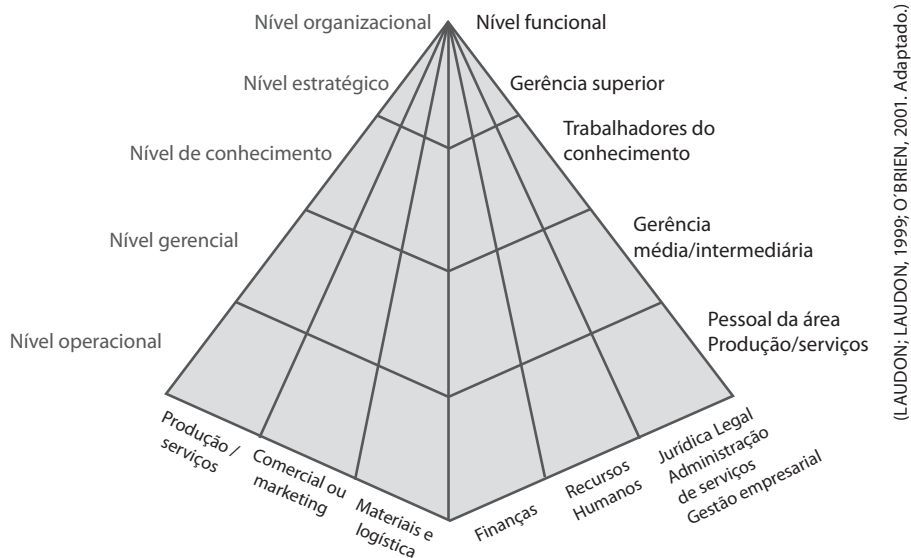 Nível organizacional
Nível funcional
Nível estratégico
Gerência superior
Nível de conhecimento
Trabalhadores do
conhecimento
Nível gerencial
Gerência
média/intermediária
Nível operacional
Pessoal da área
Produção/serviços
Produção /
serviços
Comercial ou
marketing
Materiais e
logística
Finanças
Recursos
Humanos
Jurídica Legal
Administração
de serviços
Gestão empresarial
(LAUDON; LAUDON, 1999; O´BRIEN, 2001. Adaptado.)